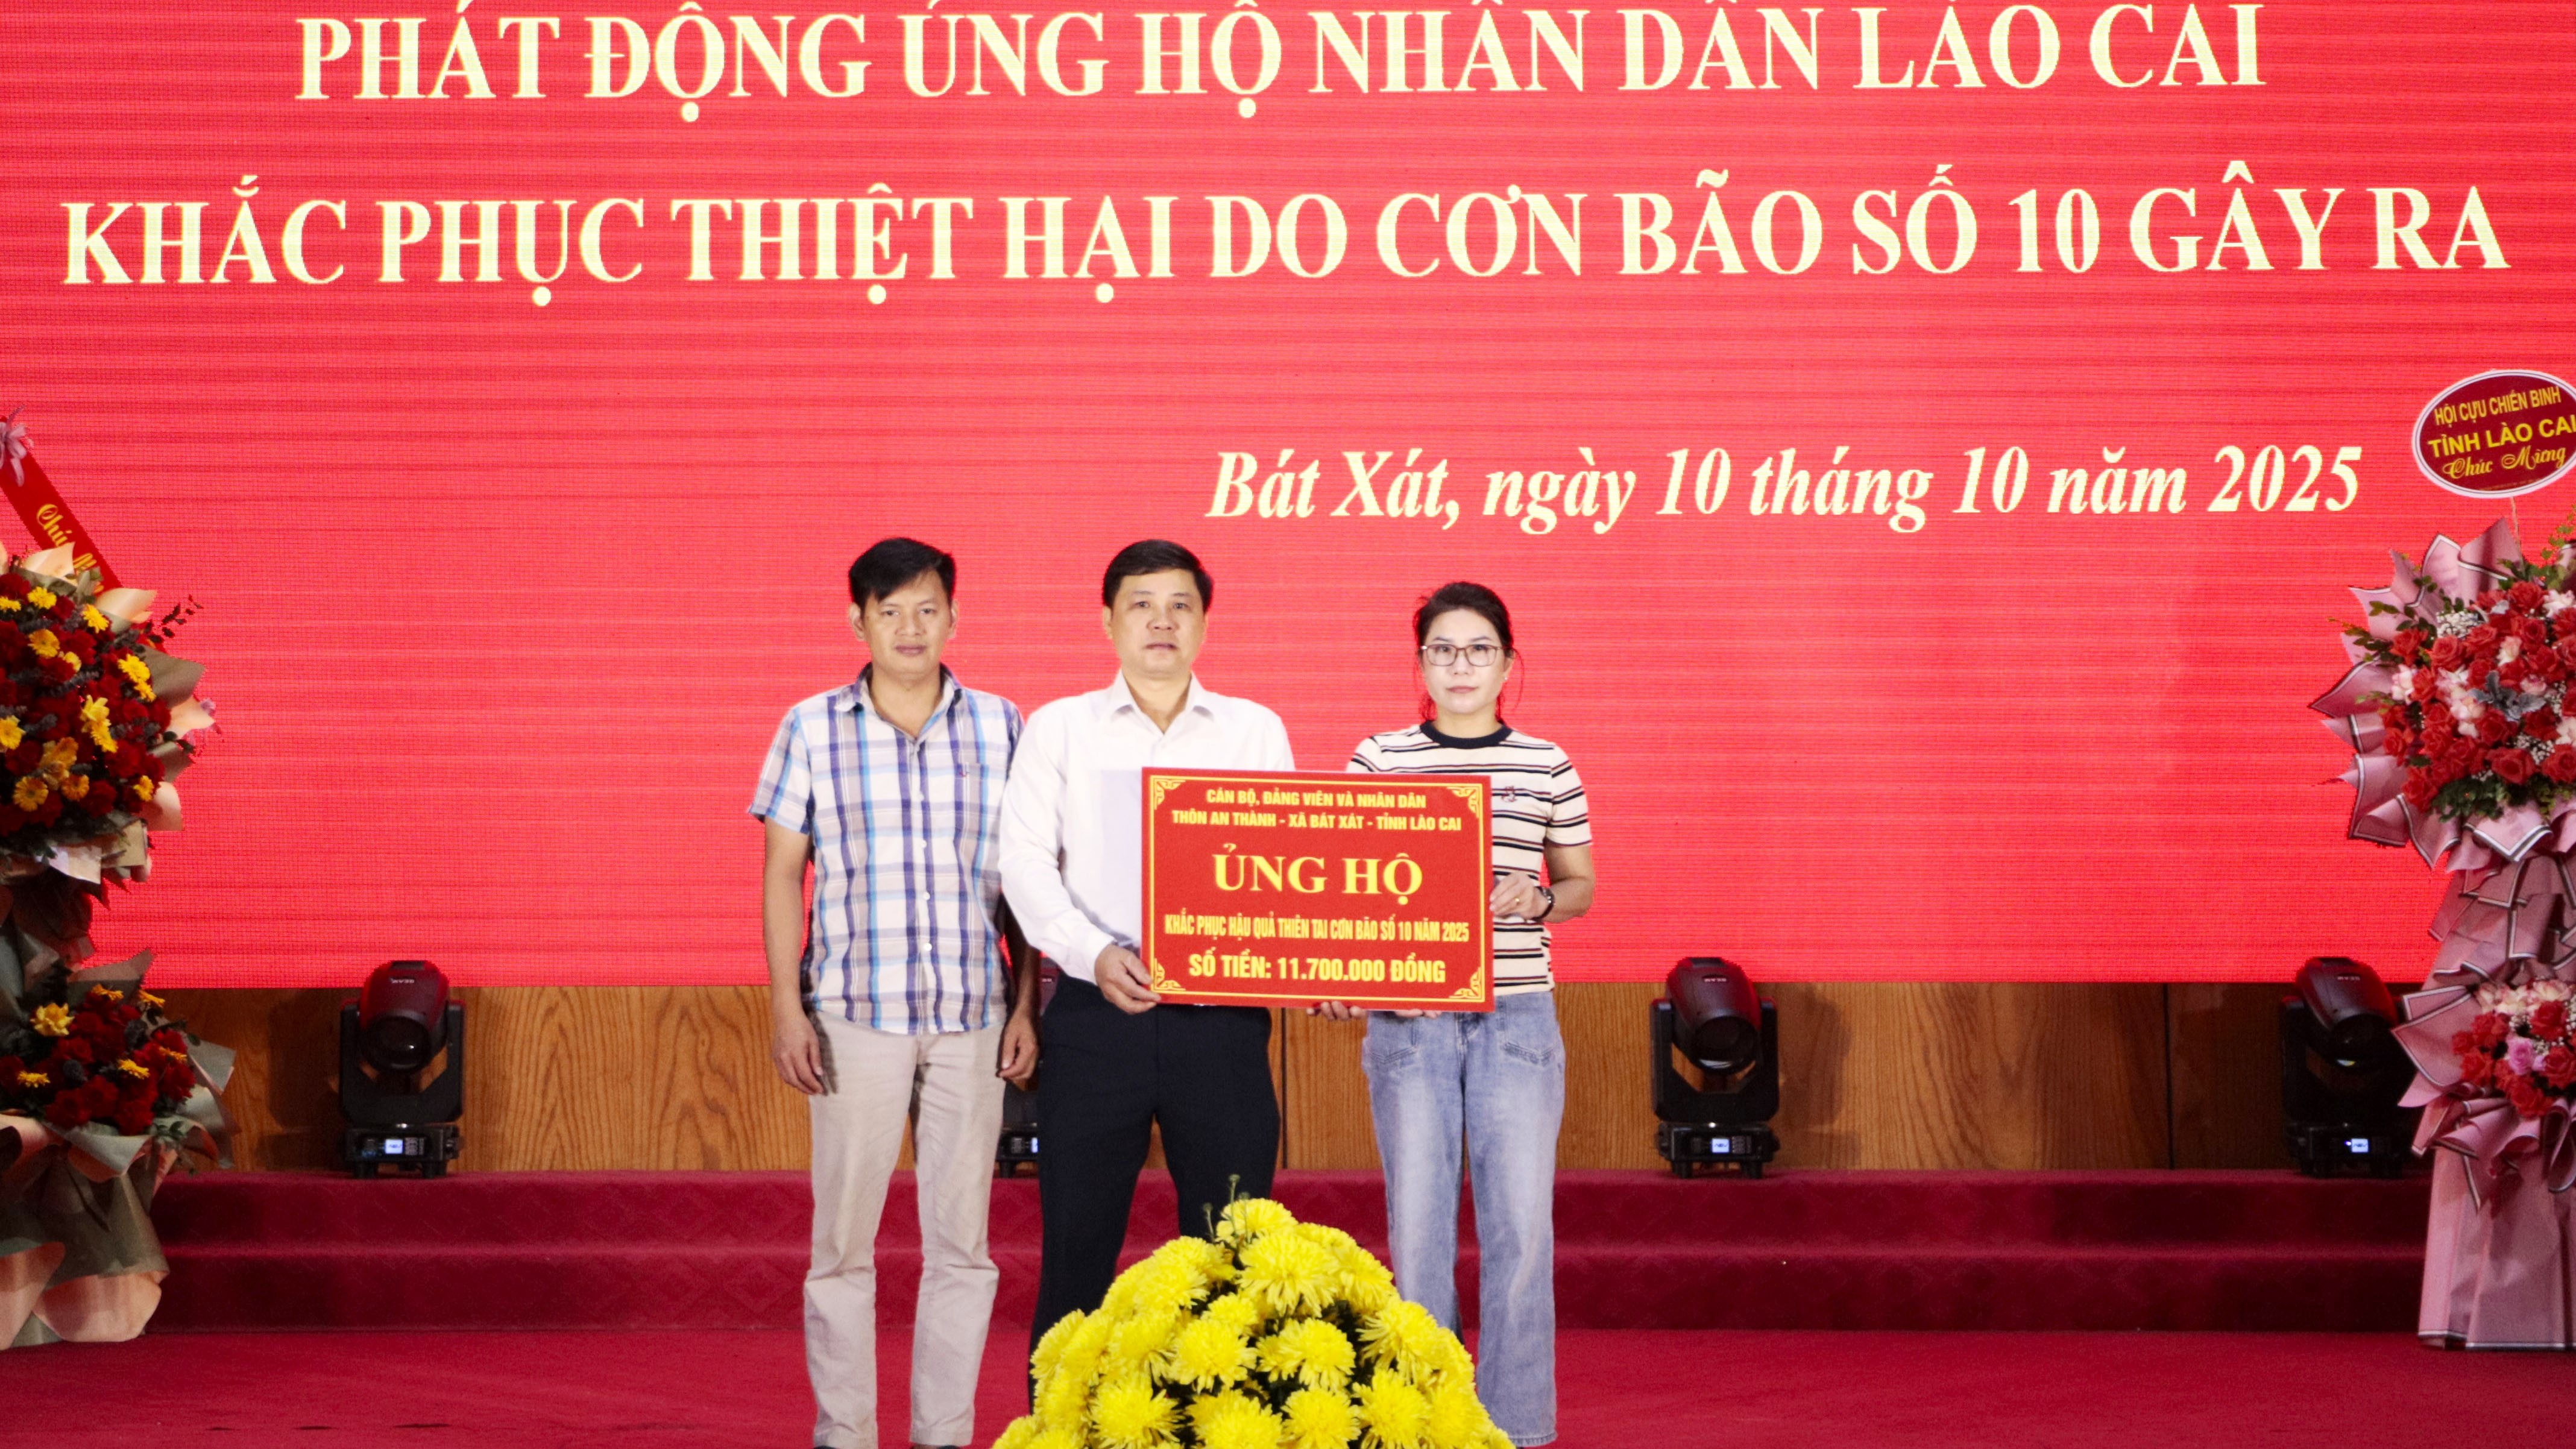 PHÁT ĐỘNG ỦNG HỘ NHÂN DÂN LÀO CAI
KHẮC PHỤC THIỆT HẠI DO CƠN BÃO SỐ 10 GÂY RA
Bát Xát, ngày 10 tháng 10 năm 2025
HỘI CỰU CHIẾN BINH
TỈNH LÀO CAI
Chúc Mừng
CÁN BỘ, ĐẢNG VIÊN VÀ NHÂN DÂN
THÔN AN THÀNH - XÃ BÁT XÁT - TỈNH LÀO CAI
ỦNG HỘ
KHẮC PHỤC HẬU QUẢ THIÊN TAI CƠN BÃO SỐ 10 NĂM 2025
SỐ TIỀN: 11.700.000 ĐỒNG
BEAM
BEAM
BEAM